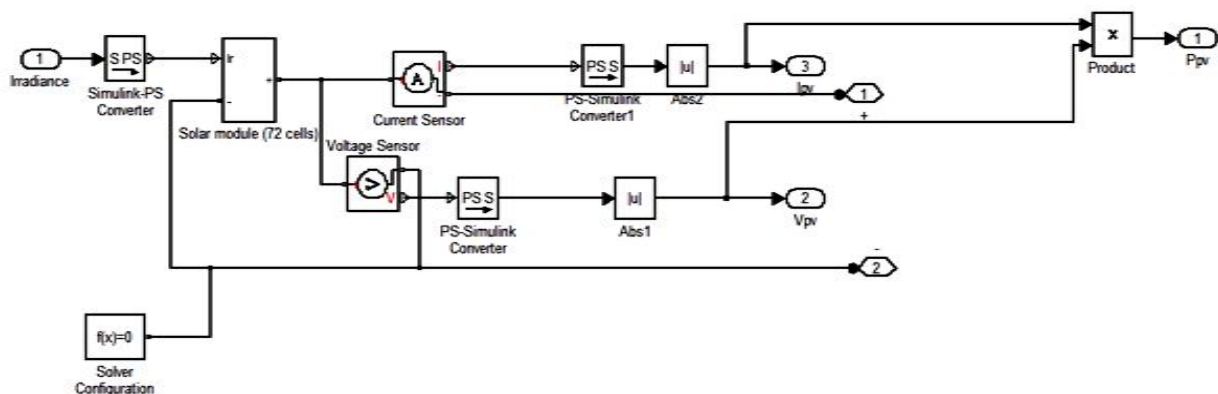 1
Irradiance
S PS
Simulink-PS
Converter
Ir
+
-
Solar module (72 cells)
A
I
-
Current Sensor
PS S
PS-Simulink
Converter1
|u|
Abs2
3
Ipv
1
+
x
Product
1
Ppv
Voltage Sensor
V
PS S
PS-Simulink
Converter
|u|
Abs1
2
Vpv
-
2
f(x)=0
Solver
Configuration